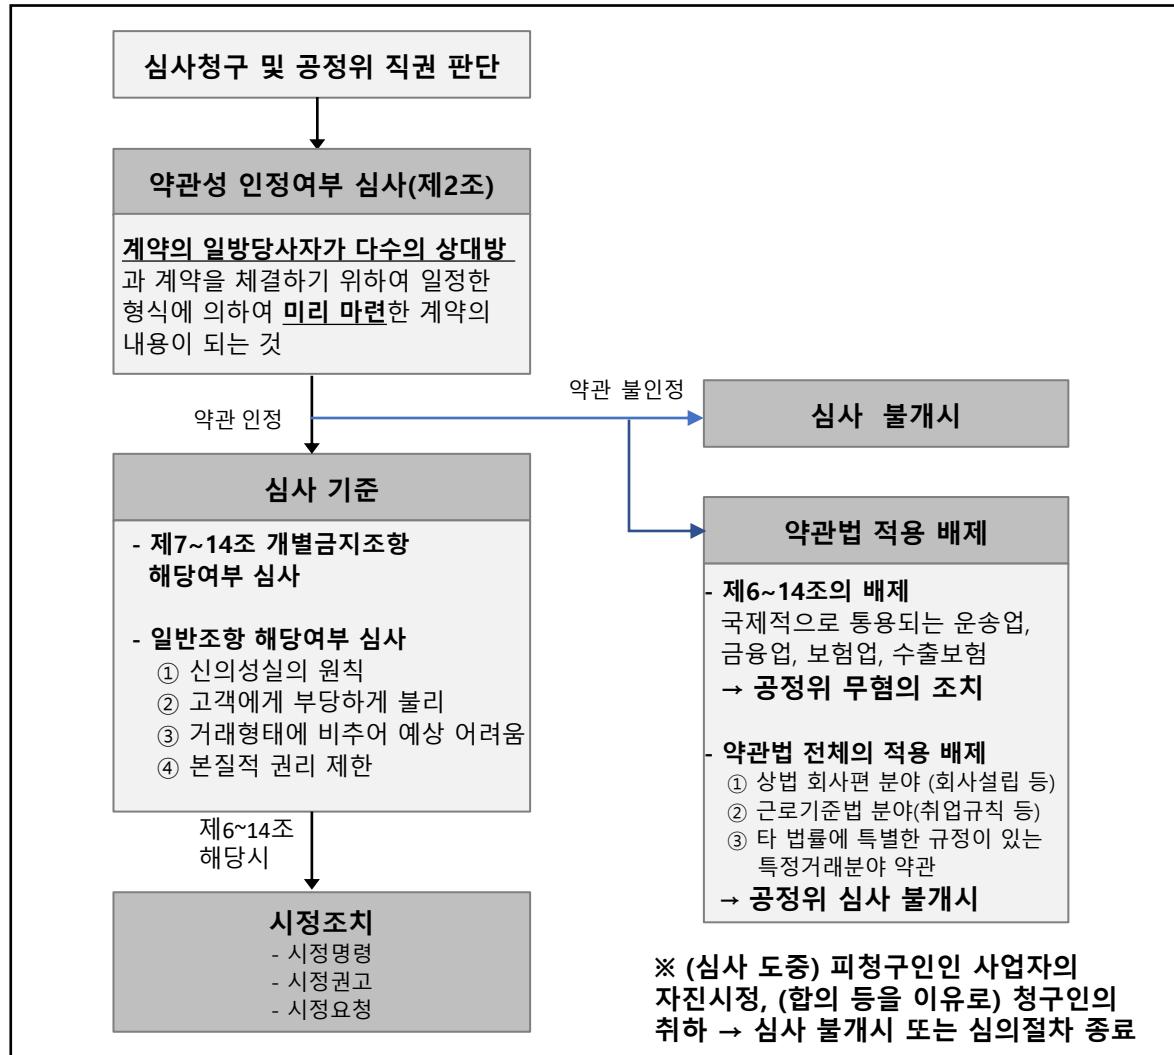 심사청구 및 공정위 직권 판단
약관성 인정여부 심사(제2조)
계약의 일방당사자가 다수의 상대방
과 계약을 체결하기 위하여 일정한
형식에 의하여 미리 마련한 계약의
내용이 되는 것
약관 인정
약관 불인정
심사 불개시
심사 기준
- 제7~14조 개별금지조항
해당여부 심사
- 일반조항 해당여부 심사
① 신의성실의 원칙
② 고객에게 부당하게 불리
③ 거래형태에 비추어 예상 어려움
④ 본질적 권리 제한
약관법 적용 배제
- 제6~14조의 배제
국제적으로 통용되는 운송업,
금융업, 보험업, 수출보험
→ 공정위 무혐의 조치
- 약관법 전체의 적용 배제
① 상법 회사편 분야 (회사설립 등)
② 근로기준법 분야(취업규칙 등)
③ 타 법률에 특별한 규정이 있는
특정거래분야 약관
→ 공정위 심사 불개시
제6~14조
해당시
시정조치
- 시정명령
- 시정권고
- 시정요청
※ (심사 도중) 피청구인인 사업자의
자진시정, (합의 등을 이유로) 청구인의
취하 → 심사 불개시 또는 심의절차 종료